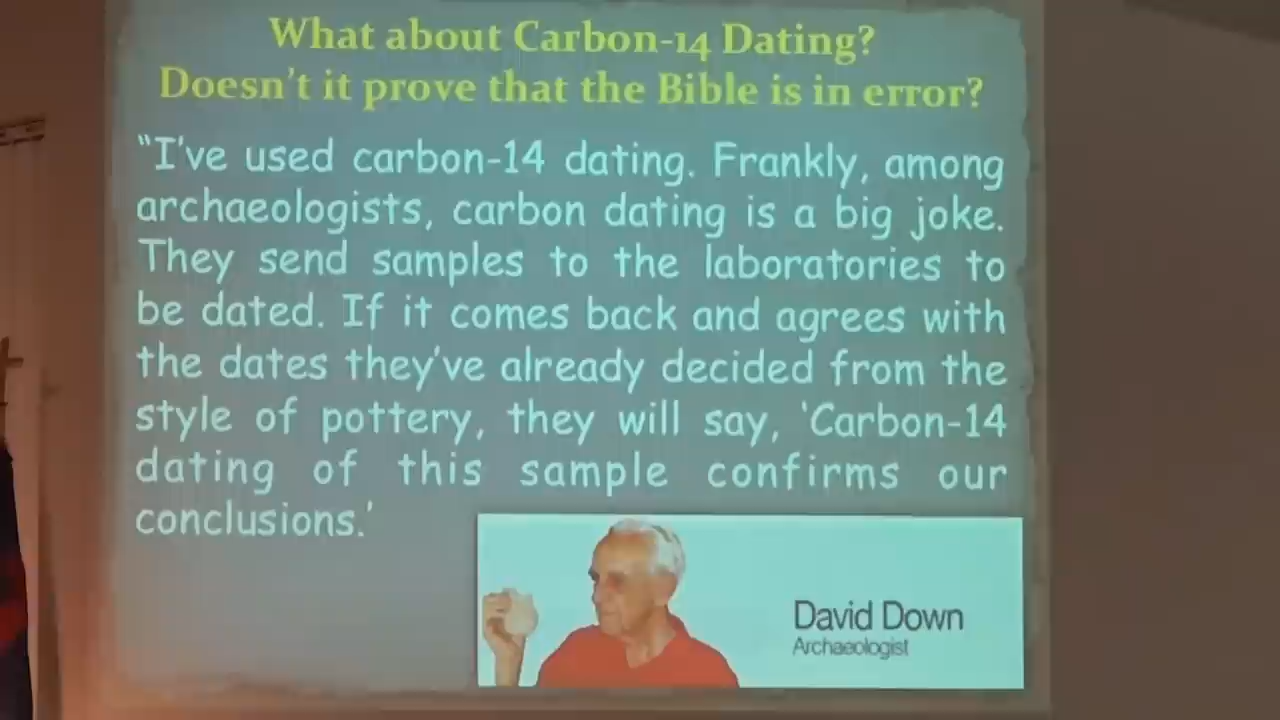 What about Carbon-14 Dating?
Doesn't it prove that the Bible is in error?
"I've used carbon-14 dating. Frankly, among
archaeologists, carbon dating is a big joke.
They send samples to the laboratories to
be dated. If it comes back and agrees with
the dates they've already decided from the
style of pottery, they will say, 'Carbon-14
dating of this sample confirms our
conclusions.'
David Down
Archaeologist